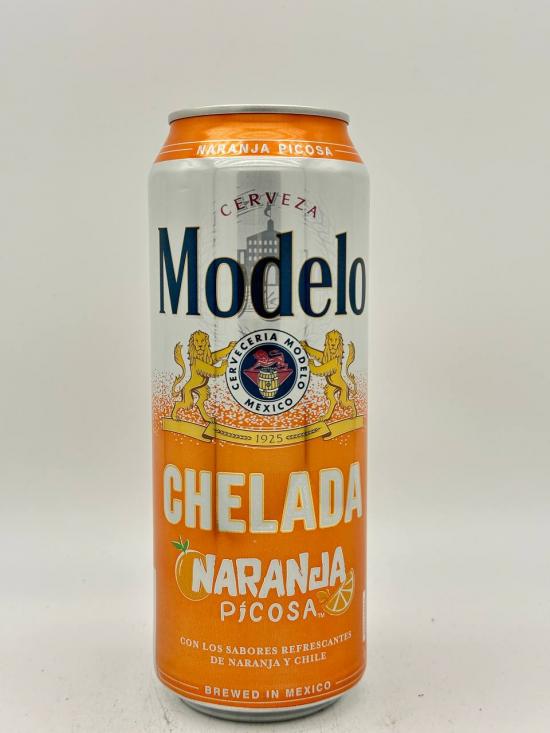 NARANJA PICOSA
CERVEZA
Modelo
CERVECERIA MODELO
MEXICO
1925
CHELADA
NARANJA
PICOSA™
CON LOS SABORES REFRESCANTES
DE NARANJA Y CHILE
BREWED IN MEXICO